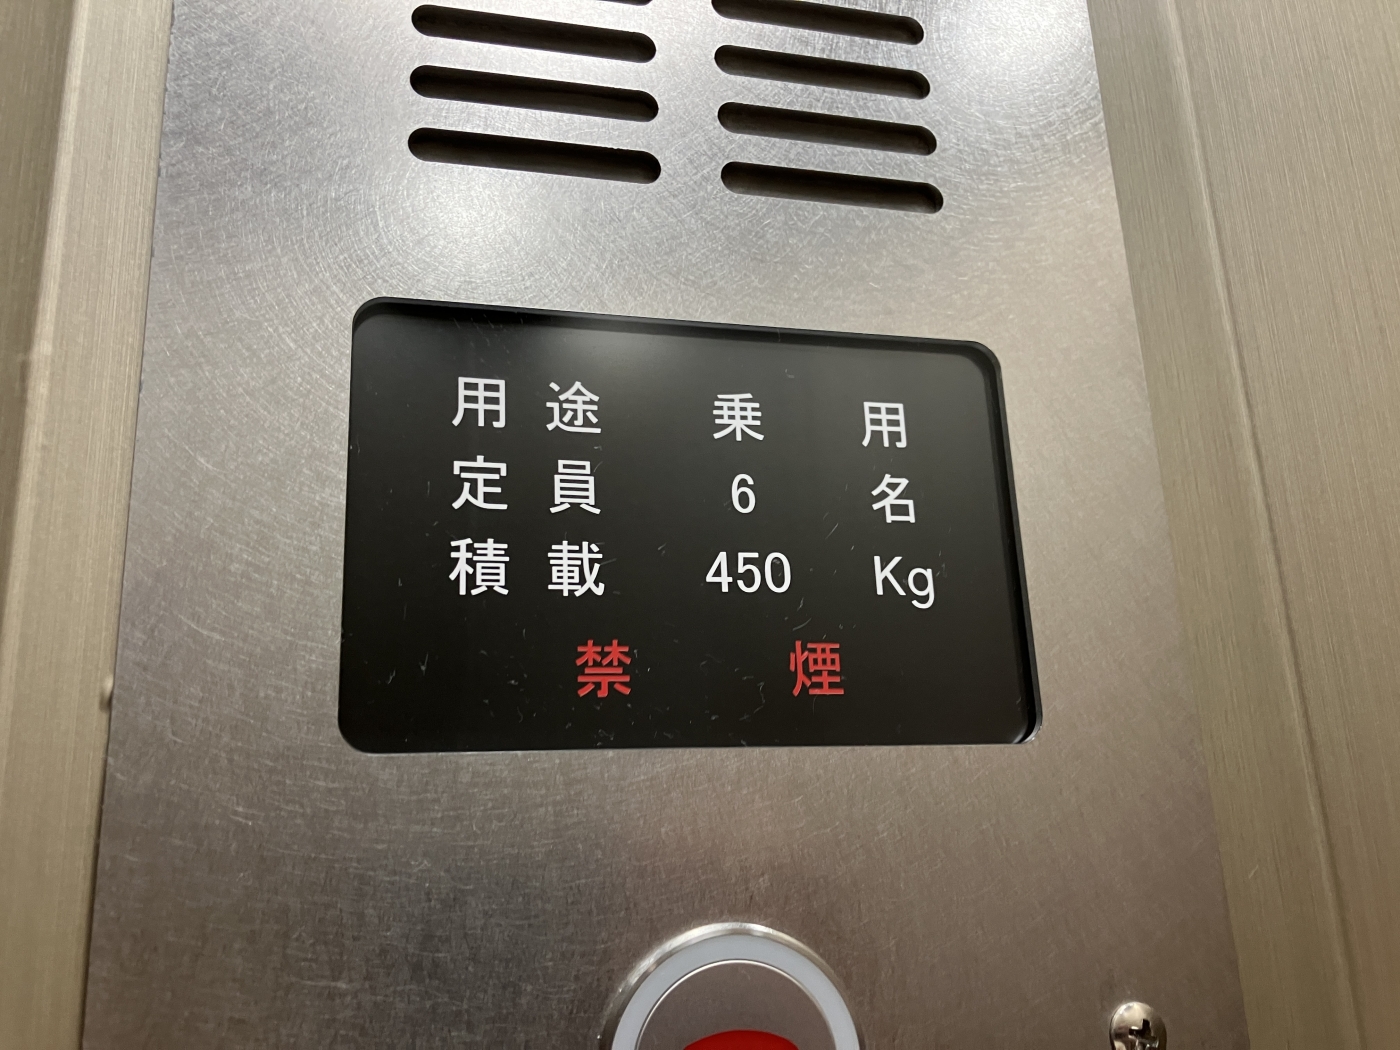 用途 乗用
定員 6 名
積載 450 Kg
禁煙